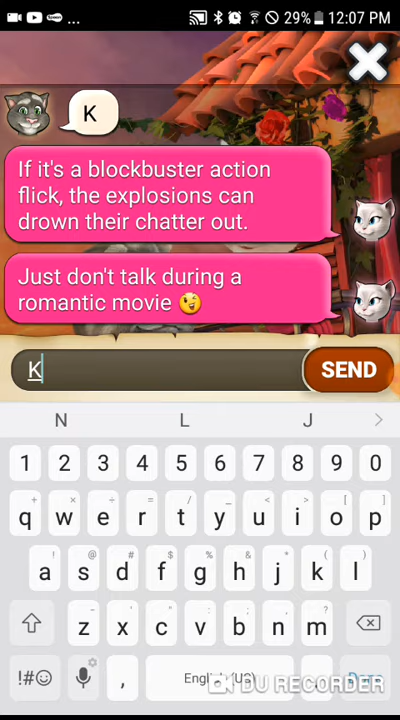 29% 12:07 PM
K
If it's a blockbuster action
flick, the explosions can
drown their chatter out.
Just don't talk during a
romantic movie 😉
K SEND
N L J
1 2 3 4 5 6 7 8 9 0
+ × ÷ = / _ < > [ ]
q w e r t y u i o p
! @ # $ % & * ( )
a s d f g h j k l
- ' " : ; , ?
z x c v b n m
!#☺ , English (US) . Done
DU RECORDER